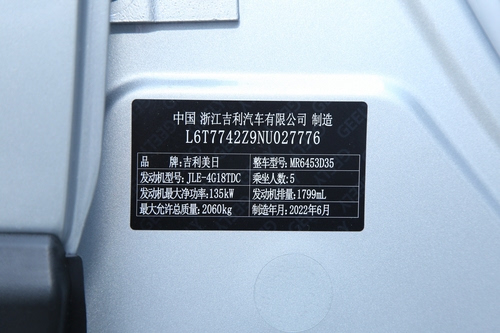 中国 浙江吉利汽车有限公司 制造
L6T7742Z9NU027776
品 牌:吉利美日 整车型号:MR6453D35
发动机型号:JLE-4G18TDC 乘坐人数:5
发动机最大净功率:135kW 发动机排量:1799mL
最大允许总质量:2060kg 制造年月:2022年6月